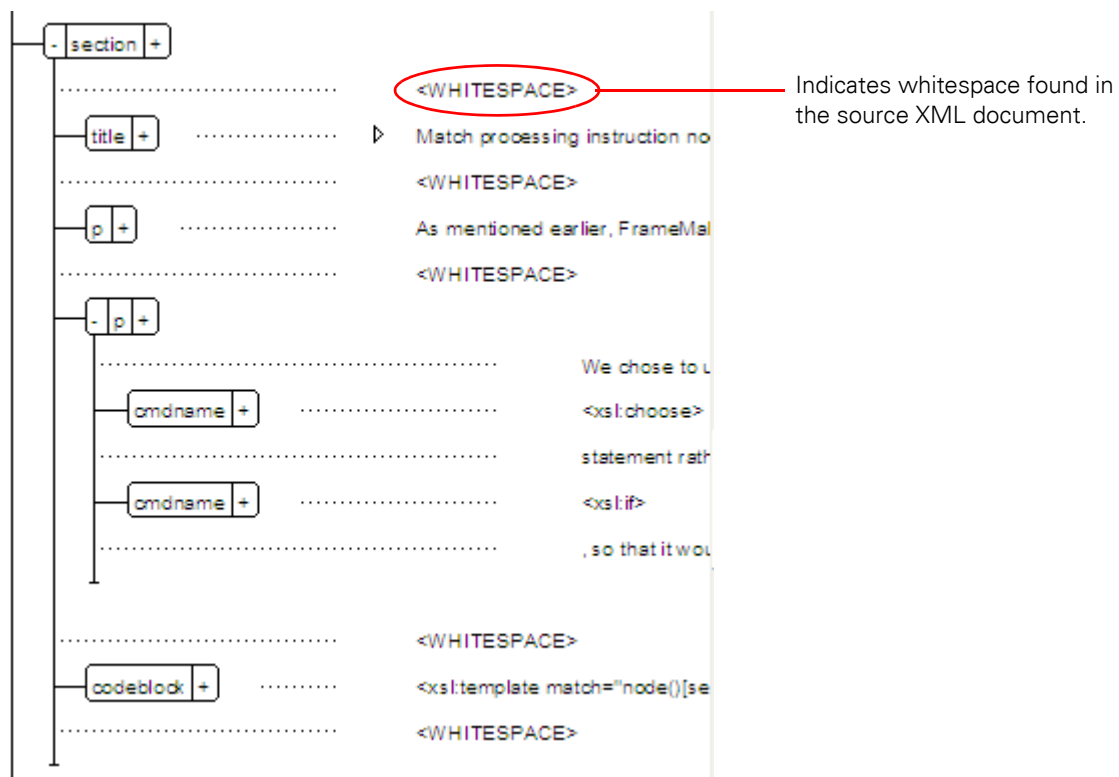 - section +
<WHITESPACE>
Indicates whitespace found in
the source XML document.
title + Match processing instruction no
<WHITESPACE>
p + As mentioned earlier, FrameMa
<WHITESPACE>
- p +
We chose to u
cmdname + <xsl:choose>
statement rath
cmdname + <xsl:if>
, so that it wou
<WHITESPACE>
codeblock + <xsl:template match="node()[se
<WHITESPACE>